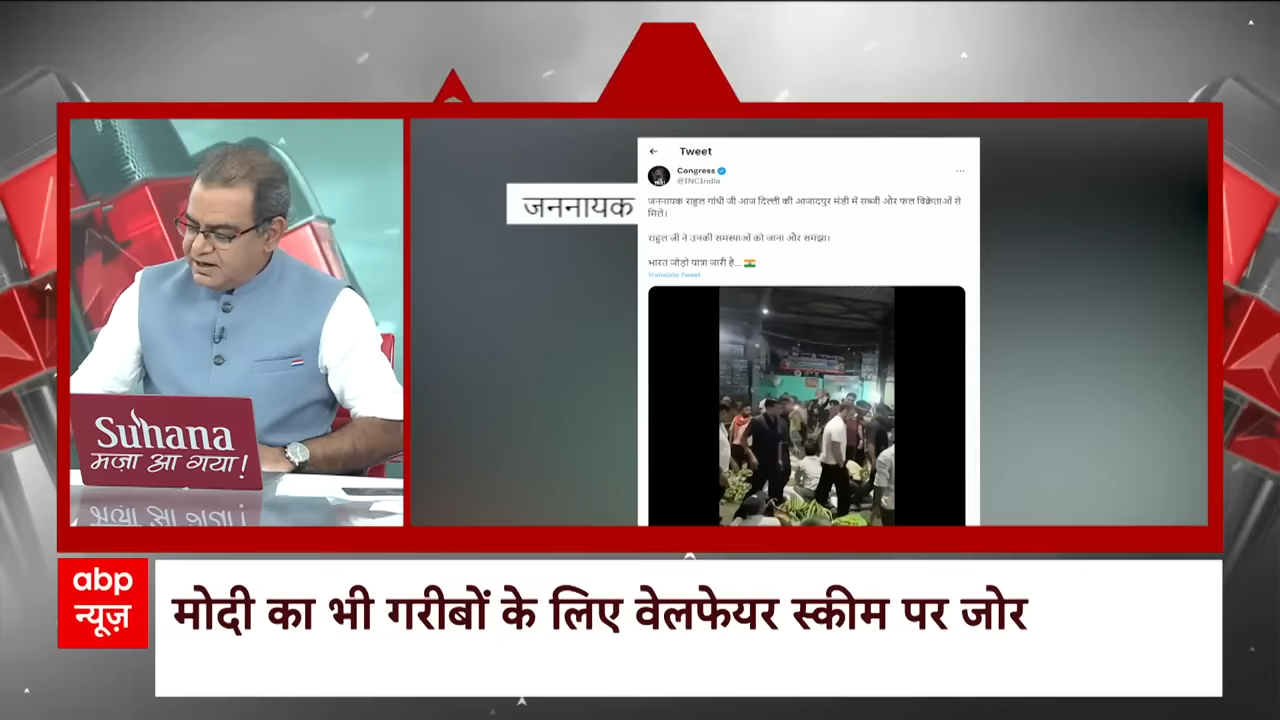 जननायक
Tweet
Congress
@INCIndia
जननायक राहुल गांधी जी आज दिल्ली की आजादपुर मंडी में सब्जी और फल विक्रेताओं से
मिले।
राहुल जी ने उनकी समस्याओं को जाना और समझा।
भारत जोड़ो यात्रा जारी है...
Translate Tweet
Suhana
मज़ा आ गया!
abp
न्यूज़
मोदी का भी गरीबों के लिए वेलफेयर स्कीम पर जोर